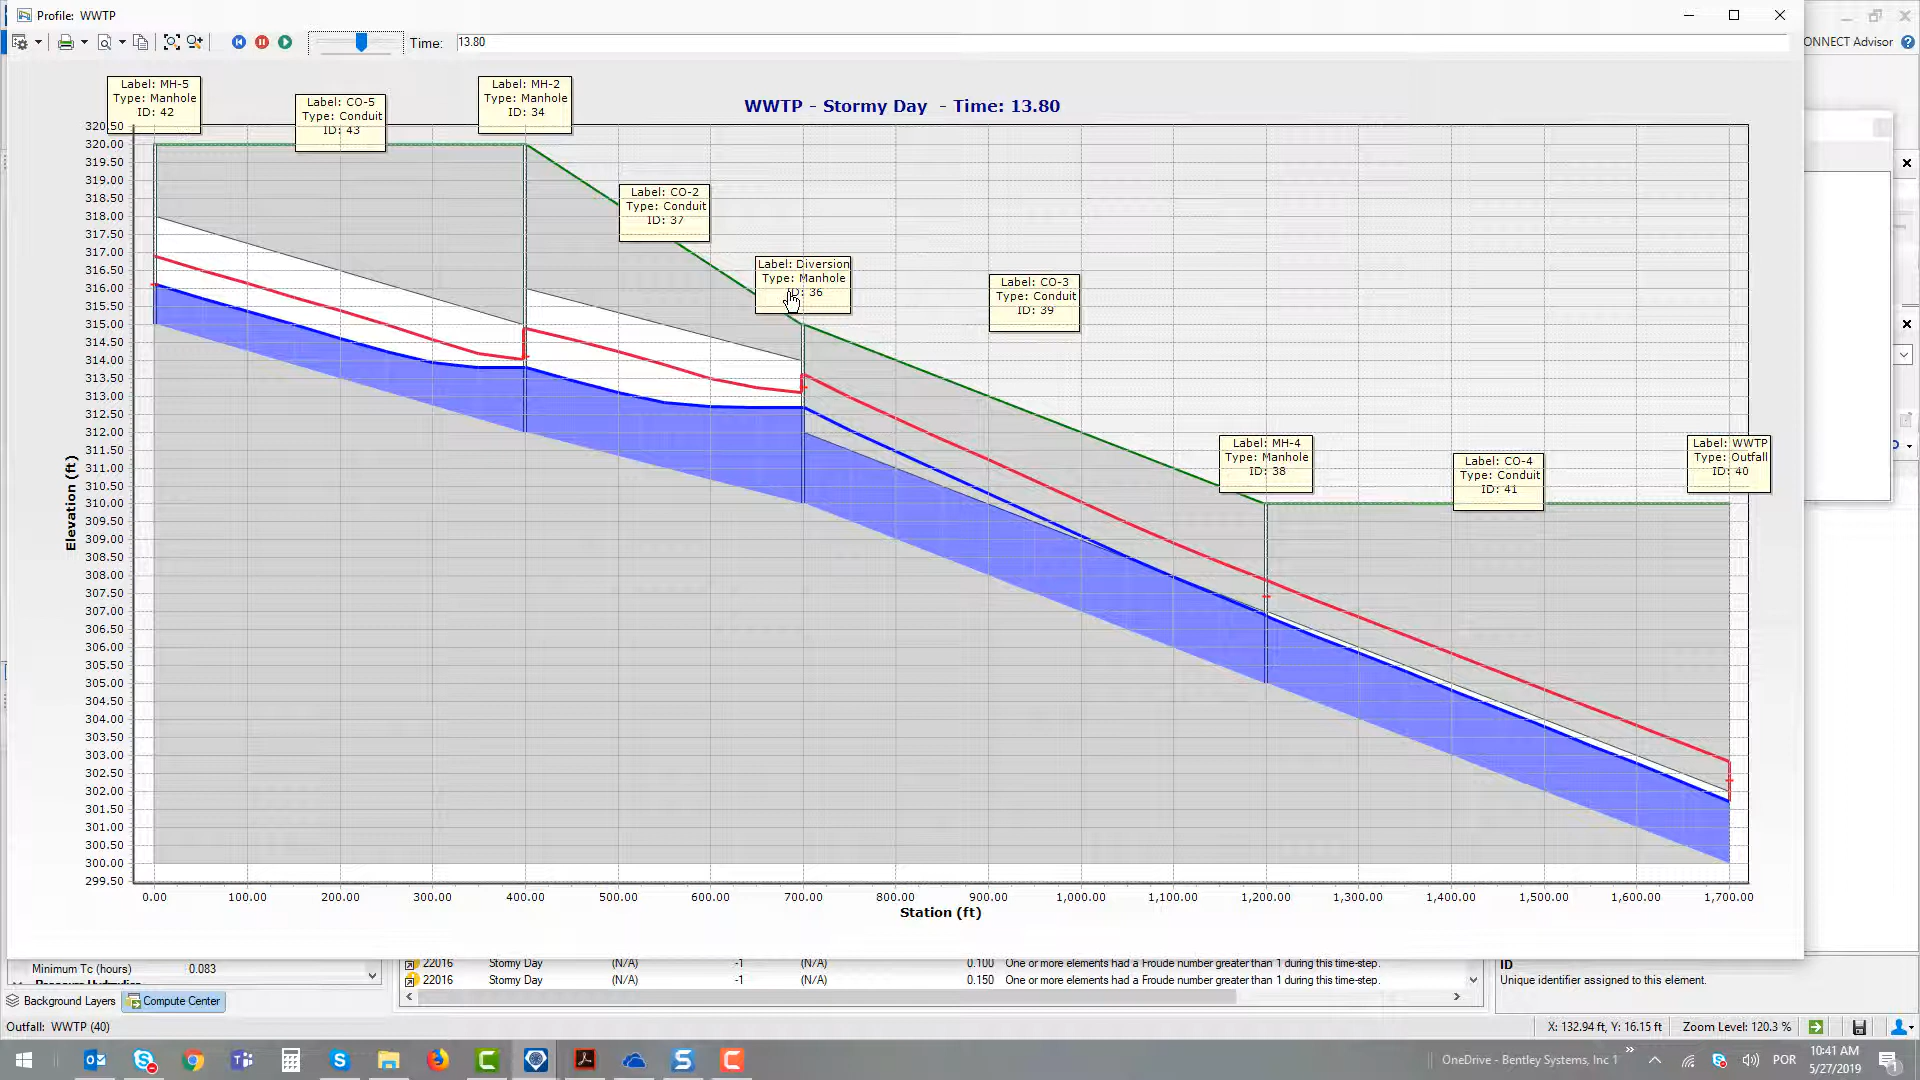 Profile: WWTP
Time: 13.80
ONNECT Advisor
WWTP - Stormy Day - Time: 13.80
Label: MH-5
Type: Manhole
ID: 42
Label: CO-5
Type: Conduit
ID: 43
Label: MH-2
Type: Manhole
ID: 34
Label: CO-2
Type: Conduit
ID: 37
Label: Diversion
Type: Manhole
ID: 36
Label: CO-3
Type: Conduit
ID: 39
Label: MH-4
Type: Manhole
ID: 38
Label: CO-4
Type: Conduit
ID: 41
Label: WWTP
Type: Outfall
ID: 40
320.50
320.00
319.50
319.00
318.50
318.00
317.50
317.00
316.50
316.00
315.50
315.00
314.50
314.00
313.50
313.00
312.50
312.00
311.50
311.00
310.50
310.00
309.50
309.00
308.50
308.00
307.50
307.00
306.50
306.00
305.50
305.00
304.50
304.00
303.50
303.00
302.50
302.00
301.50
301.00
300.50
300.00
299.50
Elevation (ft)
0.00 100.00 200.00 300.00 400.00 500.00 600.00 700.00 800.00 900.00 1,000.00 1,100.00 1,200.00 1,300.00 1,400.00 1,500.00 1,600.00 1,700.00
Station (ft)
Minimum Tc (hours) 0.083
22016 Stormy Day (N/A) -1 (N/A) 0.100 One or more elements had a Froude number greater than 1 during this time-step.
22016 Stormy Day (N/A) -1 (N/A) 0.150 One or more elements had a Froude number greater than 1 during this time-step.
ID
Unique identifier assigned to this element.
Background Layers Compute Center
Outfall: WWTP (40)
X: 132.94 ft, Y: 16.15 ft Zoom Level: 120.3 %
OneDrive - Bentley Systems, Inc 1
POR
10:41 AM
5/27/2019